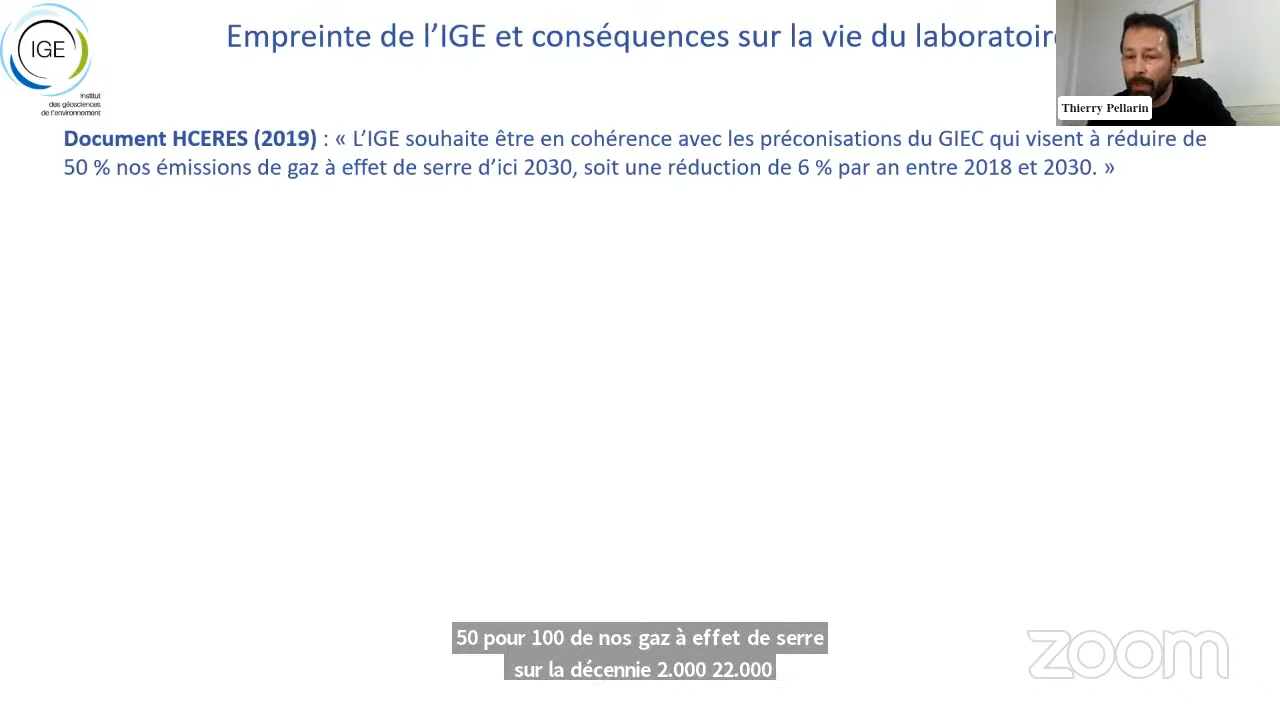 IGE
Institut
des géosciences
de l'environnement
Empreinte de l'IGE et conséquences sur la vie du laboratoire
Thierry Pellarin
Document HCERES (2019) : « L'IGE souhaite être en cohérence avec les préconisations du GIEC qui visent à réduire de
50 % nos émissions de gaz à effet de serre d'ici 2030, soit une réduction de 6 % par an entre 2018 et 2030. »
50 pour 100 de nos gaz à effet de serre
sur la décennie 2.000 22.000
zoom